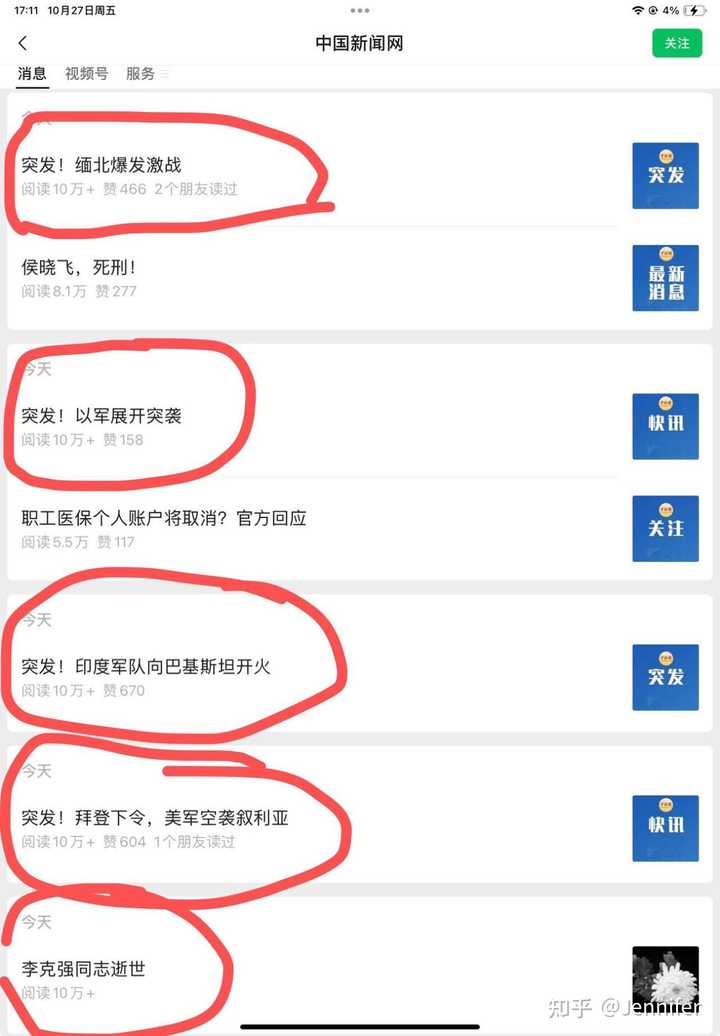 17:11 10月27日周五
4%
中国新闻网
关注
消息 视频号 服务
今天
突发！缅北爆发激战
阅读10万+ 赞466 2个朋友读过
突发
侯晓飞，死刑！
阅读8.1万 赞277
最新
消息
今天
突发！以军展开突袭
阅读10万+ 赞158
快讯
职工医保个人账户将取消？官方回应
阅读5.5万 赞117
关注
今天
突发！印度军队向巴基斯坦开火
阅读10万+ 赞670
突发
今天
突发！拜登下令，美军空袭叙利亚
阅读10万+ 赞604 1个朋友读过
快讯
今天
李克强同志逝世
阅读10万+
知乎 @Jennifer